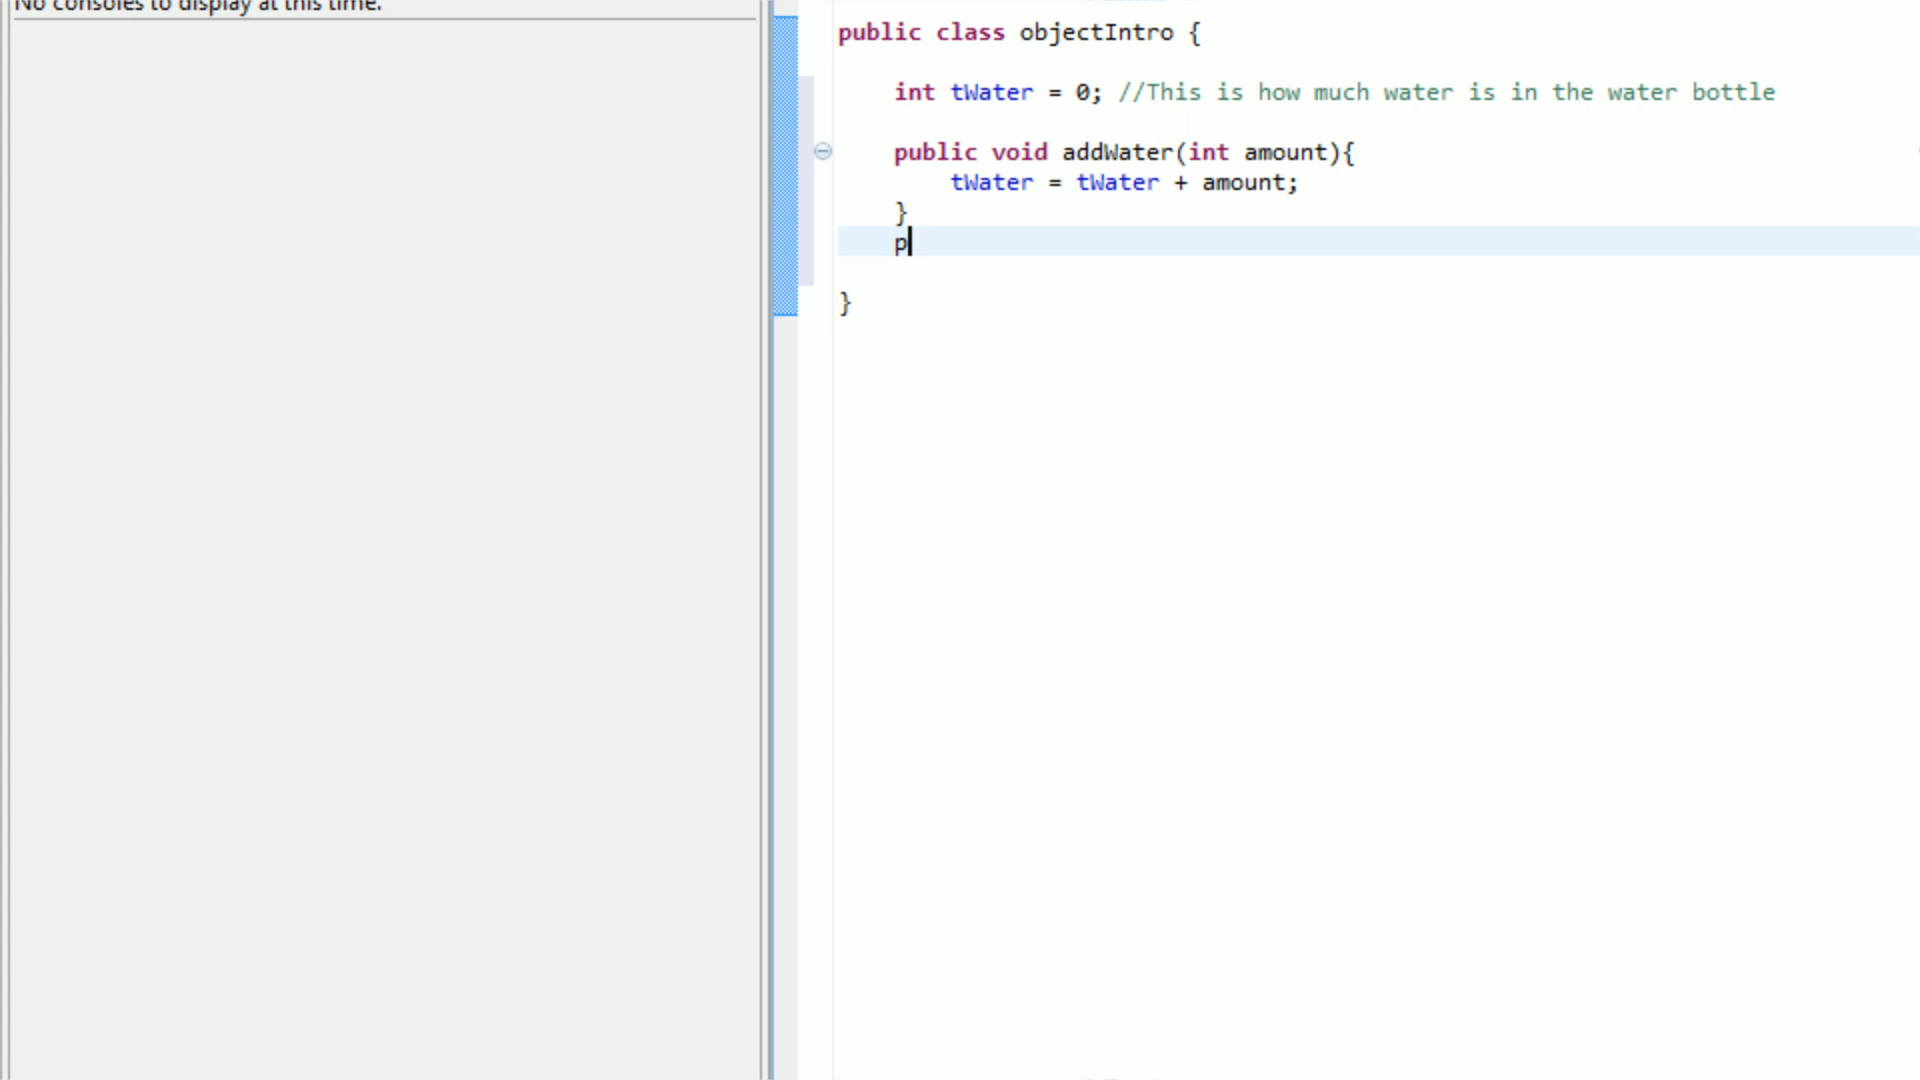 No consoles to display at this time.
public class objectIntro {
int tWater = 0; //This is how much water is in the water bottle
public void addWater(int amount){
tWater = tWater + amount;
}
p
}